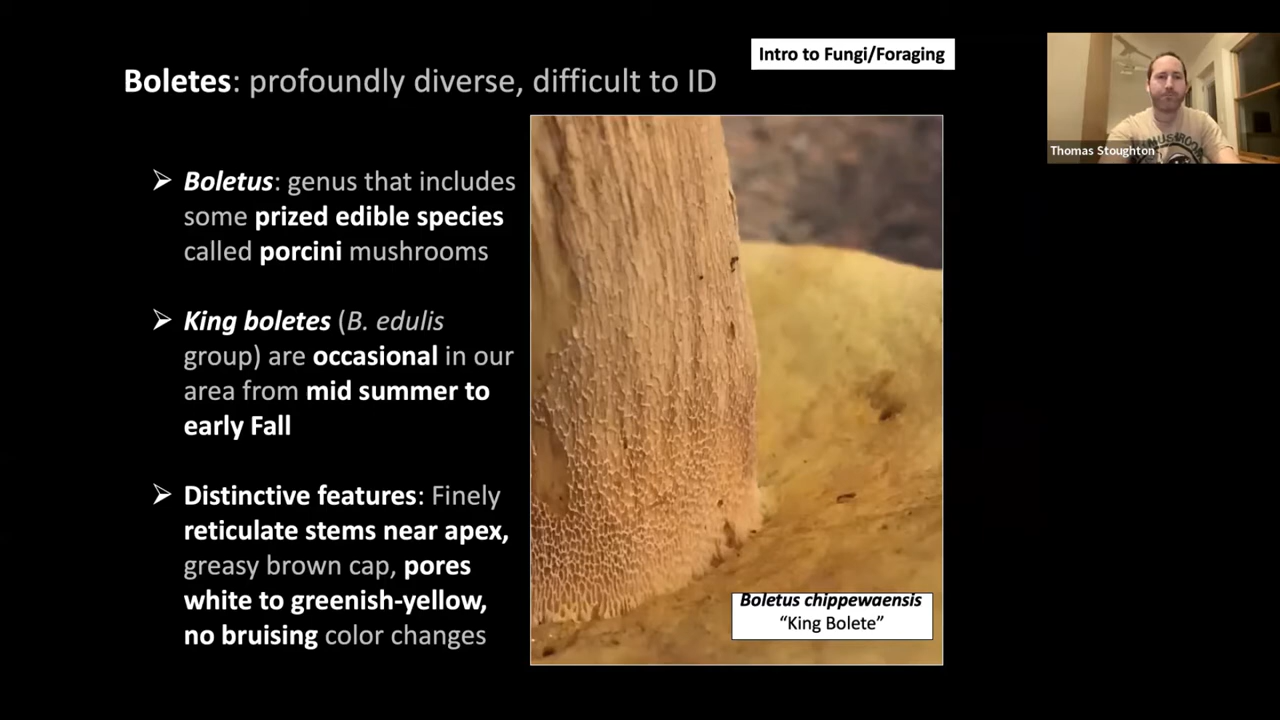 Intro to Fungi/Foraging
Boletes: profoundly diverse, difficult to ID
Thomas Stoughton
➢ Boletus: genus that includes
some prized edible species
called porcini mushrooms
➢ King boletes (B. edulis
group) are occasional in our
area from mid summer to
early Fall
➢ Distinctive features: Finely
reticulate stems near apex,
greasy brown cap, pores
white to greenish-yellow,
no bruising color changes
Boletus chippewaensis
“King Bolete”